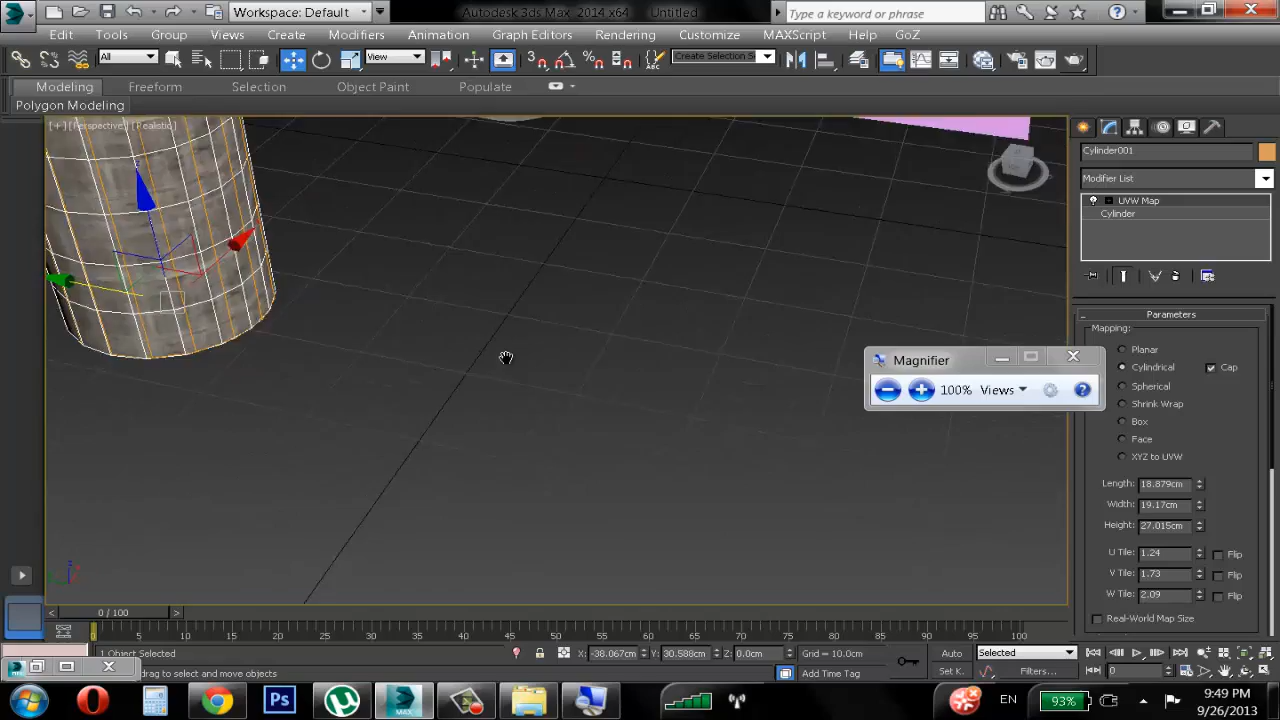 Workspace: Default
Autodesk 3ds Max 2014 x64 Untitled
Type a keyword or phrase
Edit Tools Group Views Create Modifiers Animation Graph Editors Rendering Customize MAXScript Help GoZ
All
View
Create Selection S
Modeling Freeform Selection Object Paint Populate
Polygon Modeling
[+] [Perspective] [Realistic]
Cylinder001
Modifier List
UVW Map
Cylinder
Parameters
Mapping:
Planar
Cylindrical Cap
Spherical
Shrink Wrap
Box
Face
XYZ to UVW
Length: 18.879cm
Width: 19.17cm
Height: 27.015cm
U Tile: 1.24 Flip
V Tile: 1.73 Flip
W Tile: 2.09 Flip
Real-World Map Size
Magnifier
100% Views
0 / 100
0 5 10 15 20 25 30 35 40 45 50 55 60 65 70 75 80 85 90 95 100
1 Object Selected
X: -38.067cm Y: 30.588cm Z: 0.0cm Grid = 10.0cm
Auto Selected
drag to select and move objects
Add Time Tag
Set K. Filters... 0
MAX
Ps
EN
93%
9:49 PM
9/26/2013